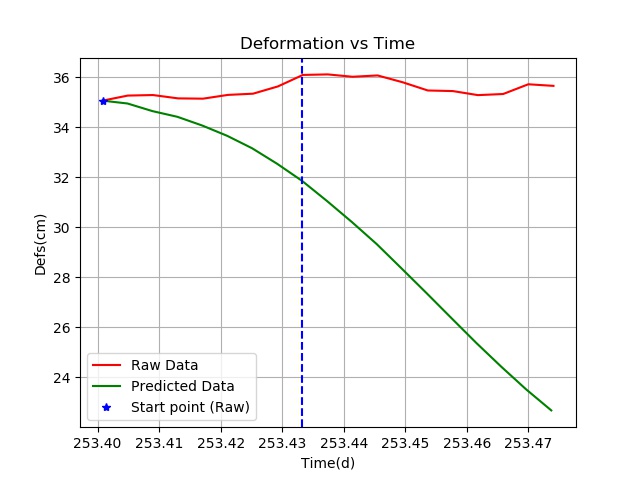 Deformation vs Time
Defs(cm)
36
34
32
30
28
26
24
Raw Data
Predicted Data
Start point (Raw)
253.40 253.41 253.42 253.43 253.44 253.45 253.46 253.47
Time(d)